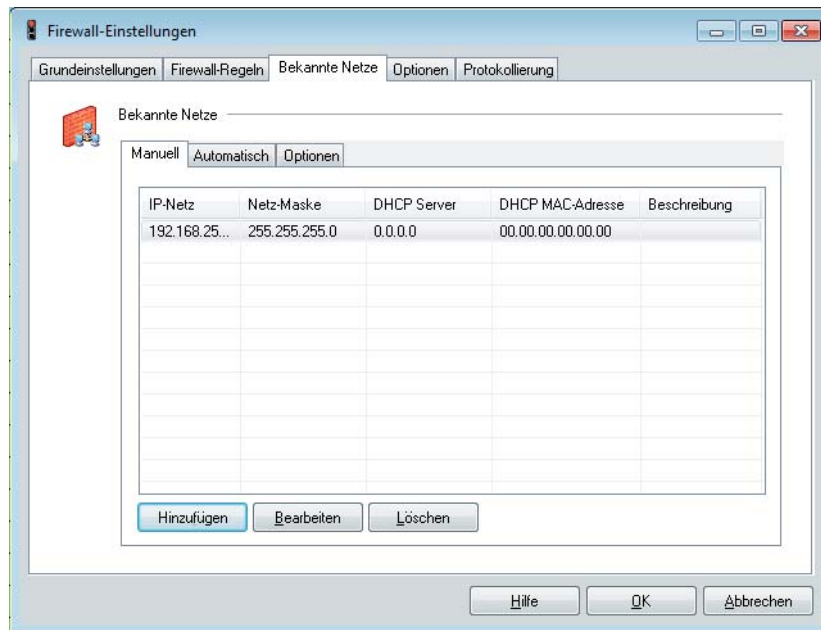 Firewall-Einstellungen
Grundeinstellungen Firewall-Regeln Bekannte Netze Optionen Protokollierung
Bekannte Netze
Manuell Automatisch Optionen
IP-Netz Netz-Maske DHCP Server DHCP MAC-Adresse Beschreibung
192.168.25... 255.255.255.0 0.0.0.0 00.00.00.00.00.00
Hinzufügen Bearbeiten Löschen
Hilfe OK Abbrechen